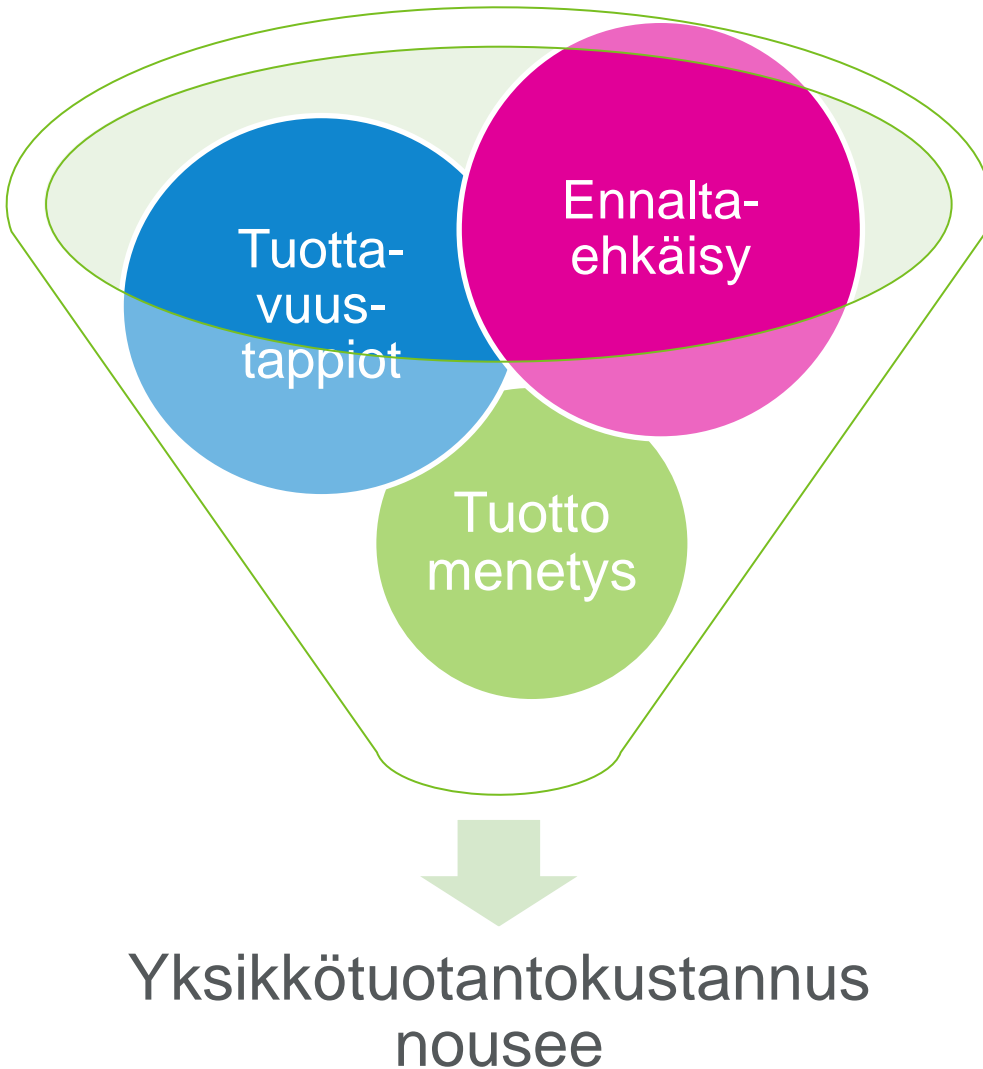 Tuotta-
vuus-
tappiot
Ennalta-
ehkäisy
Tuotto
menetys
Yksikkötuotantokustannus
nousee